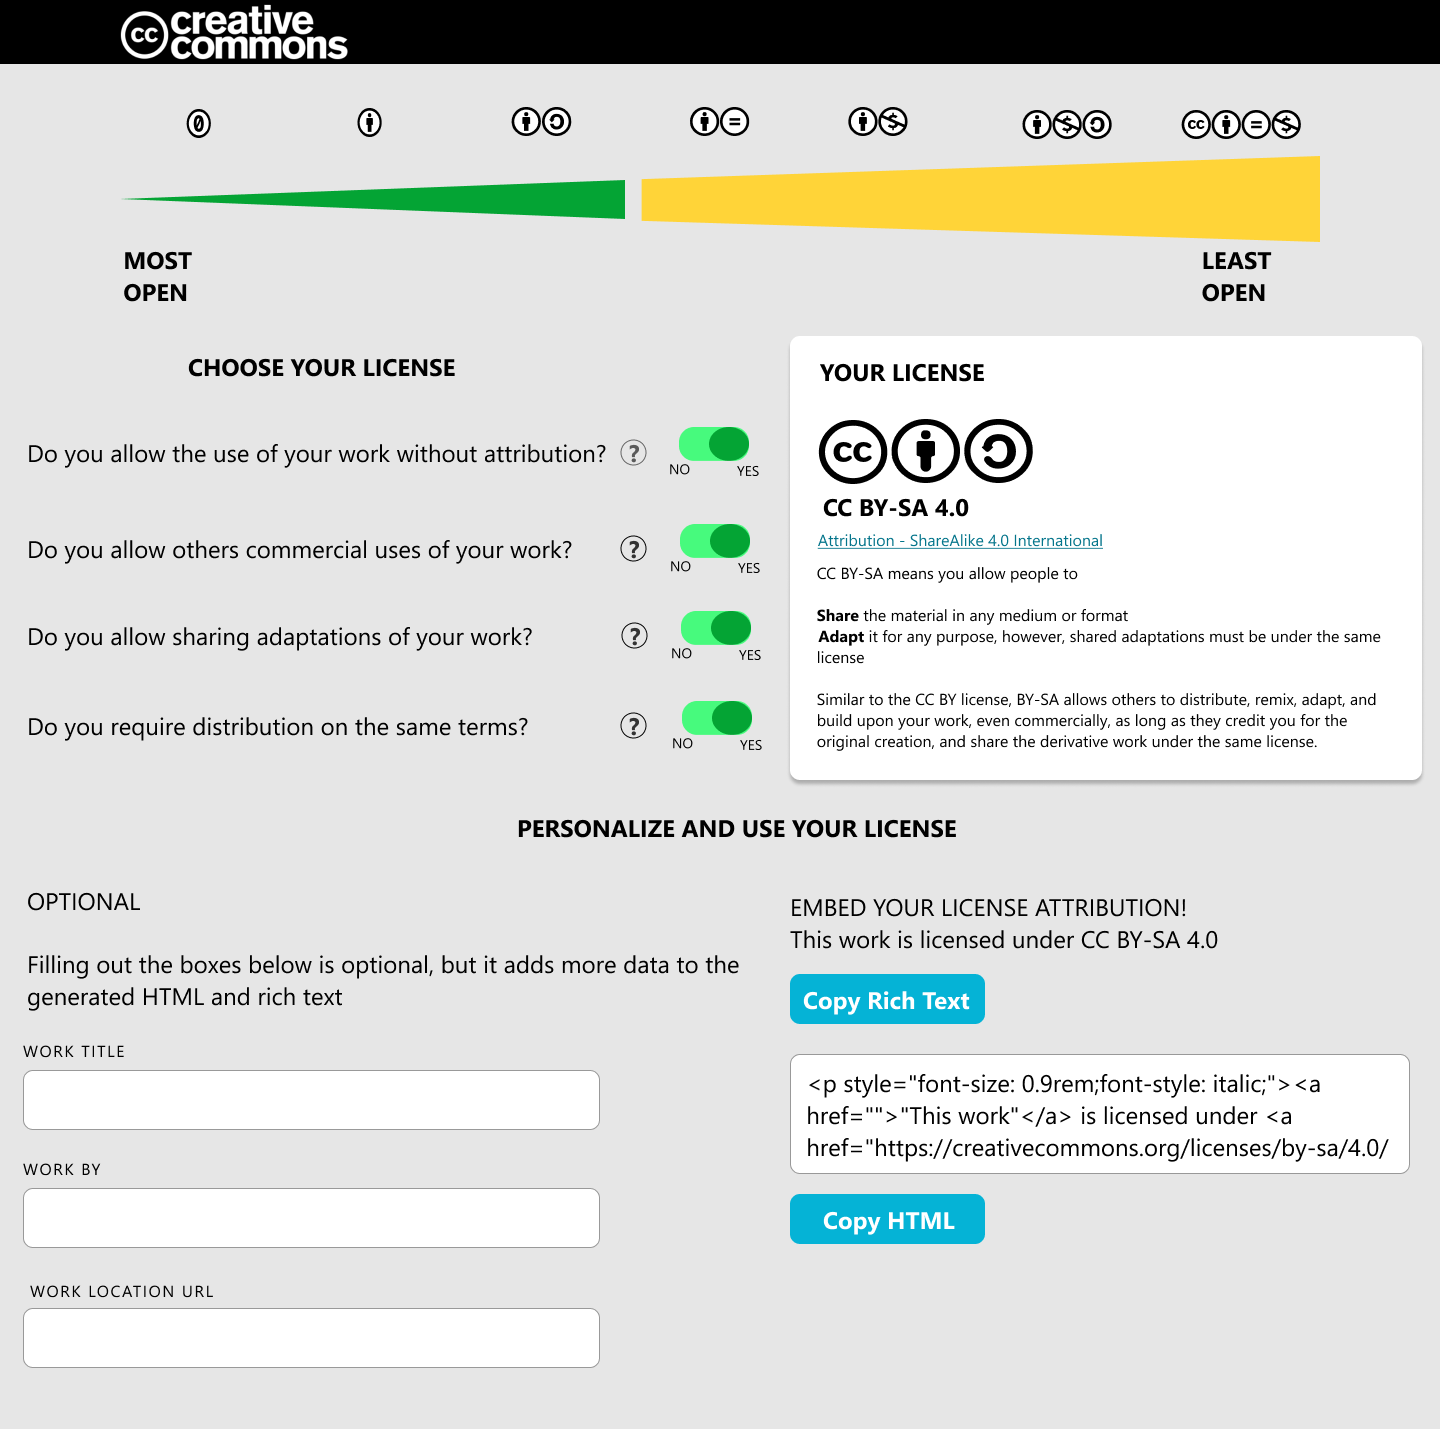 cc creative
commons
0
= cc =
MOST
OPEN
LEAST
OPEN
CHOOSE YOUR LICENSE
Do you allow the use of your work without attribution? ?
NO YES
Do you allow others commercial uses of your work? ?
NO YES
Do you allow sharing adaptations of your work? ?
NO YES
Do you require distribution on the same terms? ?
NO YES
YOUR LICENSE
cc
CC BY-SA 4.0
Attribution - ShareAlike 4.0 International
CC BY-SA means you allow people to
Share the material in any medium or format
Adapt it for any purpose, however, shared adaptations must be under the same
license
Similar to the CC BY license, BY-SA allows others to distribute, remix, adapt, and
build upon your work, even commercially, as long as they credit you for the
original creation, and share the derivative work under the same license.
PERSONALIZE AND USE YOUR LICENSE
OPTIONAL
Filling out the boxes below is optional, but it adds more data to the
generated HTML and rich text
WORK TITLE
WORK BY
WORK LOCATION URL
EMBED YOUR LICENSE ATTRIBUTION!
This work is licensed under CC BY-SA 4.0
Copy Rich Text
<p style="font-size: 0.9rem;font-style: italic;"><a
href="">"This work"</a> is licensed under <a
href="https://creativecommons.org/licenses/by-sa/4.0/
Copy HTML